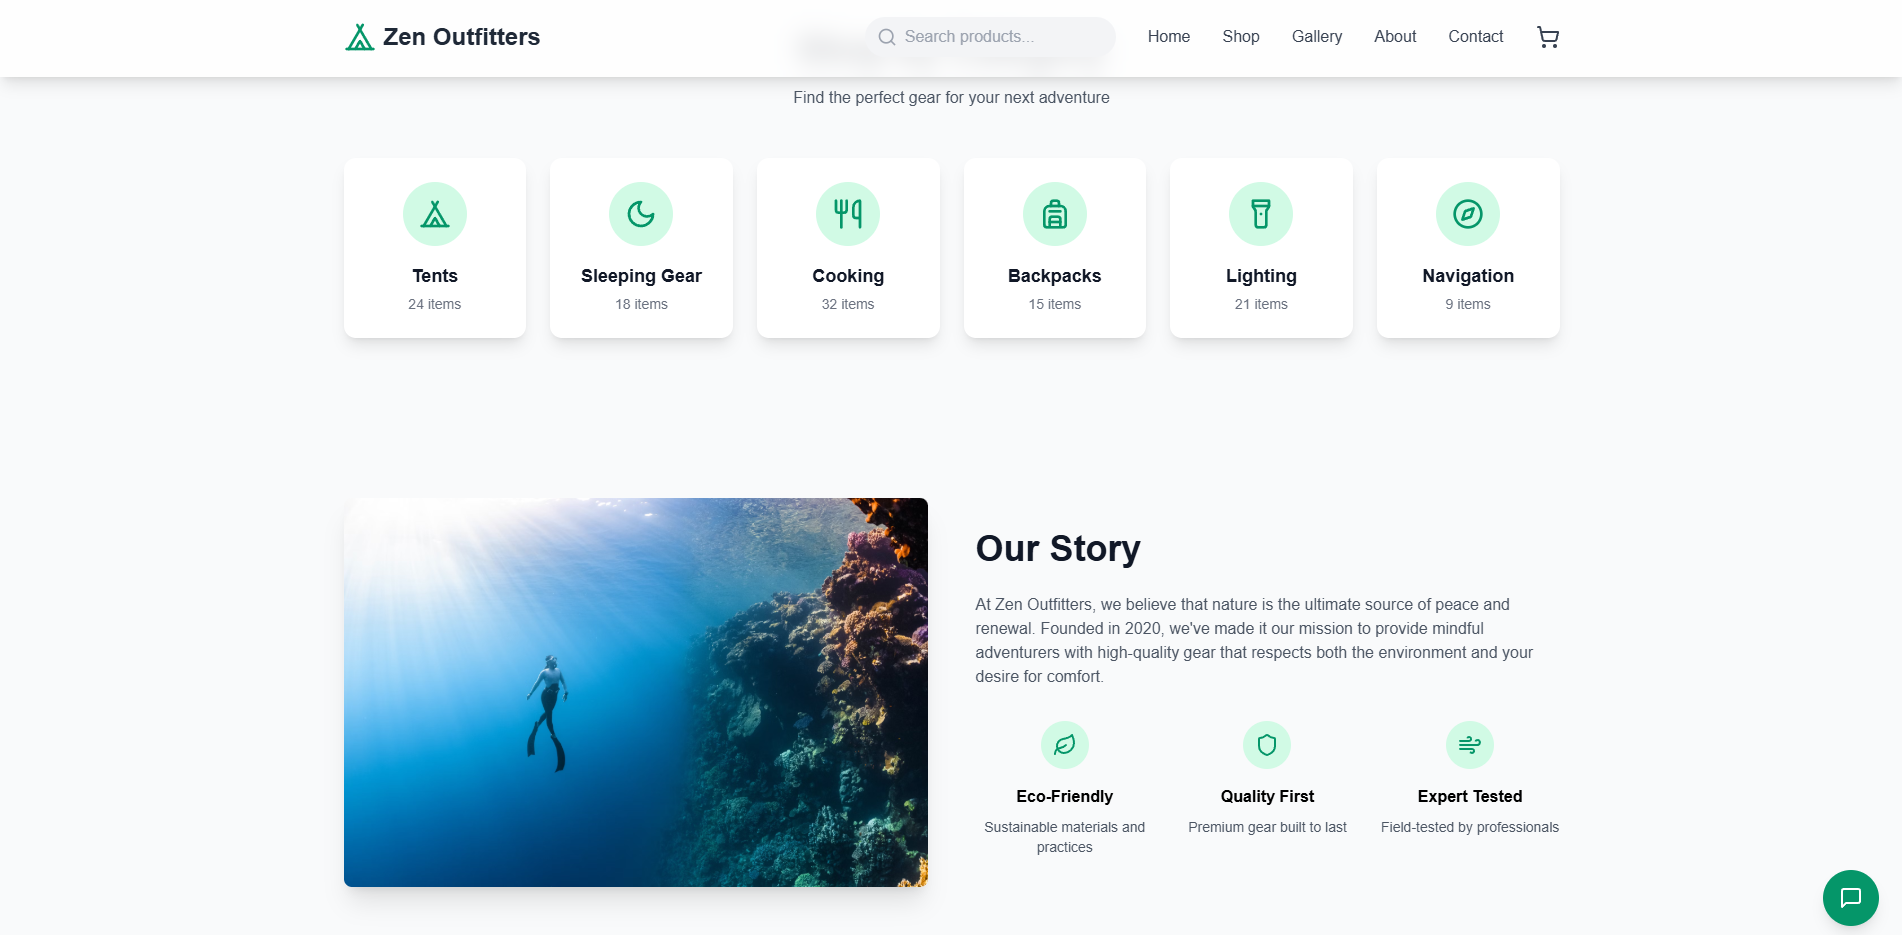 Zen Outfitters
Search products...
Home
Shop
Gallery
About
Contact
Find the perfect gear for your next adventure
Tents
24 items
Sleeping Gear
18 items
Cooking
32 items
Backpacks
15 items
Lighting
21 items
Navigation
9 items
Our Story
At Zen Outfitters, we believe that nature is the ultimate source of peace and
renewal. Founded in 2020, we've made it our mission to provide mindful
adventurers with high-quality gear that respects both the environment and your
desire for comfort.
Eco-Friendly
Sustainable materials and
practices
Quality First
Premium gear built to last
Expert Tested
Field-tested by professionals